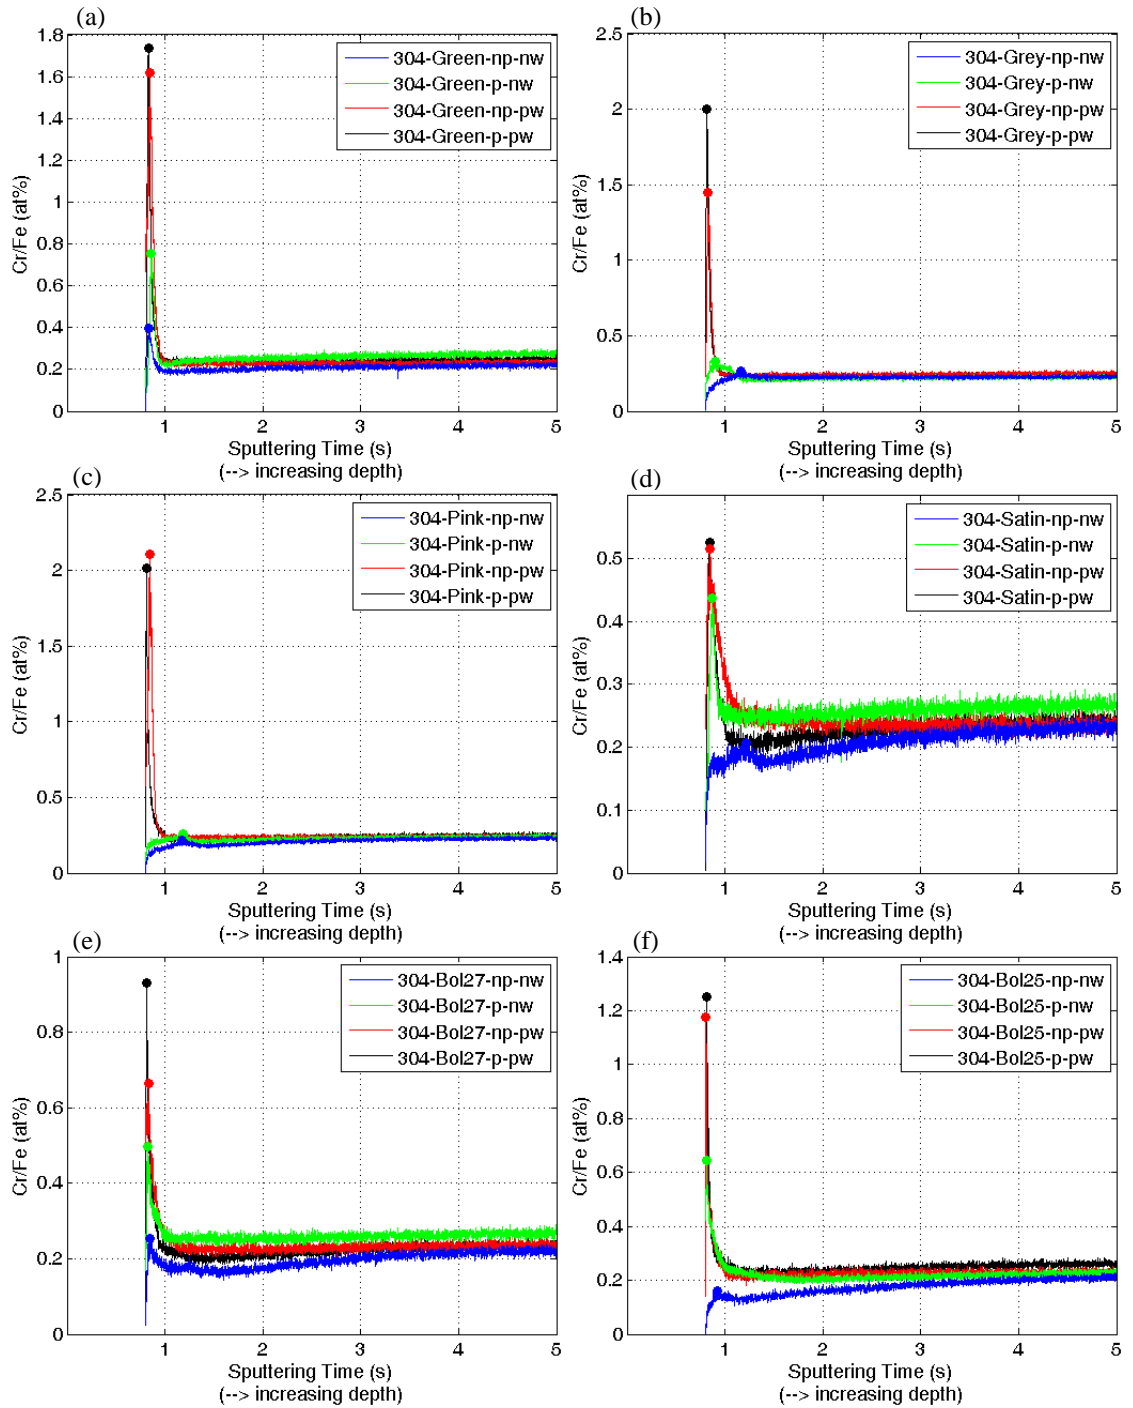 (a)
1.8
1.6
1.4
1.2
1
0.8
0.6
0.4
0.2
0
Cr/Fe (at%)
304-Green-np-nw
304-Green-p-nw
304-Green-np-pw
304-Green-p-pw
1 2 3 4 5
Sputtering Time (s)
(--> increasing depth)
(b)
2.5
2
1.5
1
0.5
0
Cr/Fe (at%)
304-Grey-np-nw
304-Grey-p-nw
304-Grey-np-pw
304-Grey-p-pw
1 2 3 4 5
Sputtering Time (s)
(--> increasing depth)
(c)
2.5
2
1.5
1
0.5
0
Cr/Fe (at%)
304-Pink-np-nw
304-Pink-p-nw
304-Pink-np-pw
304-Pink-p-pw
1 2 3 4 5
Sputtering Time (s)
(--> increasing depth)
(d)
0.5
0.4
0.3
0.2
0.1
0
Cr/Fe (at%)
304-Satin-np-nw
304-Satin-p-nw
304-Satin-np-pw
304-Satin-p-pw
1 2 3 4 5
Sputtering Time (s)
(--> increasing depth)
(e)
1
0.8
0.6
0.4
0.2
0
Cr/Fe (at%)
304-Bol27-np-nw
304-Bol27-p-nw
304-Bol27-np-pw
304-Bol27-p-pw
1 2 3 4 5
Sputtering Time (s)
(--> increasing depth)
(f)
1.4
1.2
1
0.8
0.6
0.4
0.2
0
Cr/Fe (at%)
304-Bol25-np-nw
304-Bol25-p-nw
304-Bol25-np-pw
304-Bol25-p-pw
1 2 3 4 5
Sputtering Time (s)
(--> increasing depth)